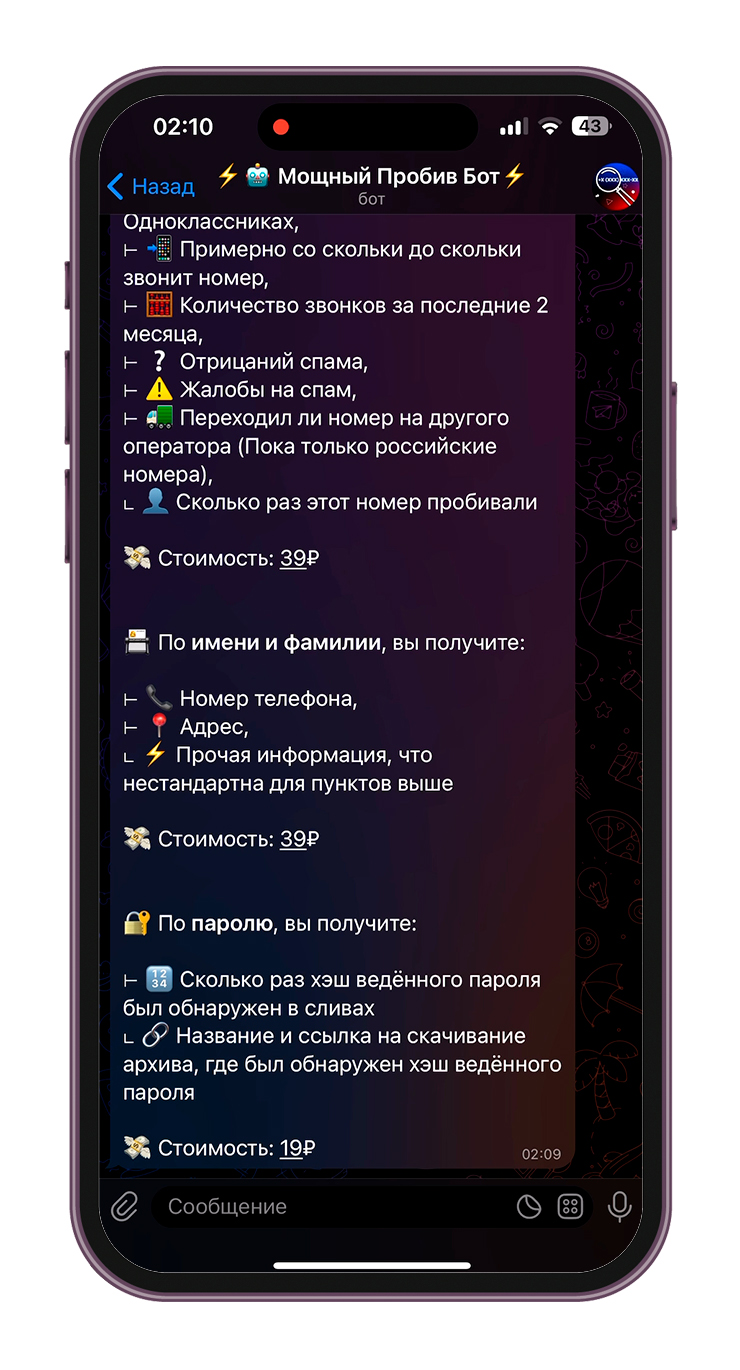 02:10
43
Назад
⚡🤖 Мощный Пробив Бот⚡
бот
Одноклассниках,
⊢ 📲 Примерно со скольки до скольки
звонит номер,
⊢ 🧮 Количество звонков за последние 2
месяца,
⊢ ❔ Отрицаний спама,
⊢ ⚠️ Жалобы на спам,
⊢ 🚛 Переходил ли номер на другого
оператора (Пока только российские
номера),
⌞ 👤 Сколько раз этот номер пробивали
💸 Стоимость: 39₽
📇 По имени и фамилии, вы получите:
⊢ 📞 Номер телефона,
⊢ 📍 Адрес,
⌞ ⚡ Прочая информация, что
нестандартна для пунктов выше
💸 Стоимость: 39₽
🔐 По паролю, вы получите:
⊢ 🔢 Сколько раз хэш ведённого пароля
был обнаружен в сливах
⌞ 🔗 Название и ссылка на скачивание
архива, где был обнаружен хэш ведённого
пароля
💸 Стоимость: 19₽
02:09
Сообщение